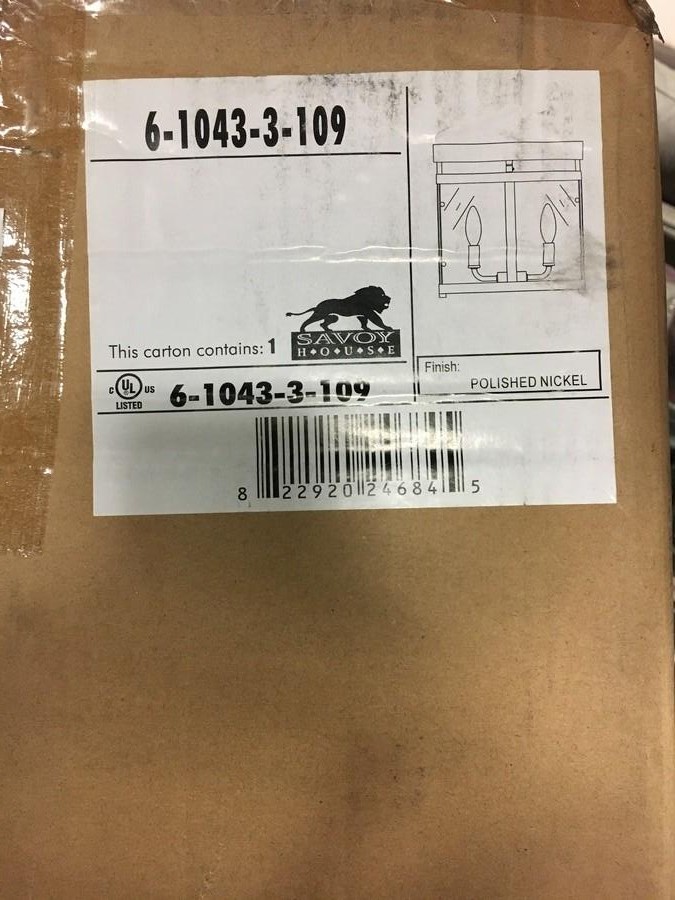 6-1043-3-109
This carton contains: 1
SAVOY
H•O•U•S•E
Finish:
POLISHED NICKEL
C UL US
LISTED
6-1043-3-109
8 22920 24684 5